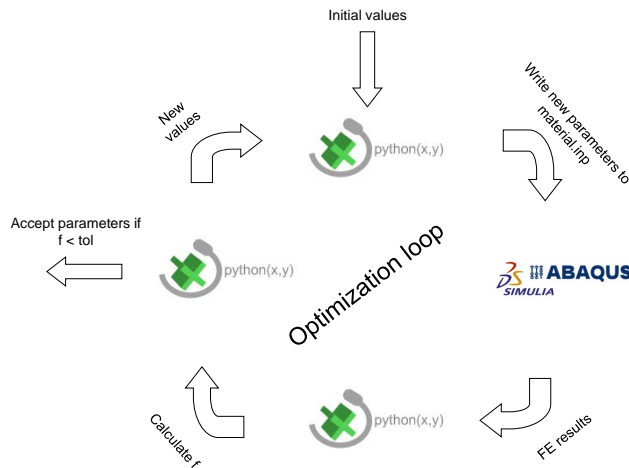 Initial values
New
values
Write new parameters to
material.inp
python(x,y)
Accept parameters if
f < tol
python(x,y)
Optimization loop
ABAQUS
SIMULIA
python(x,y)
Calculate f
FE results